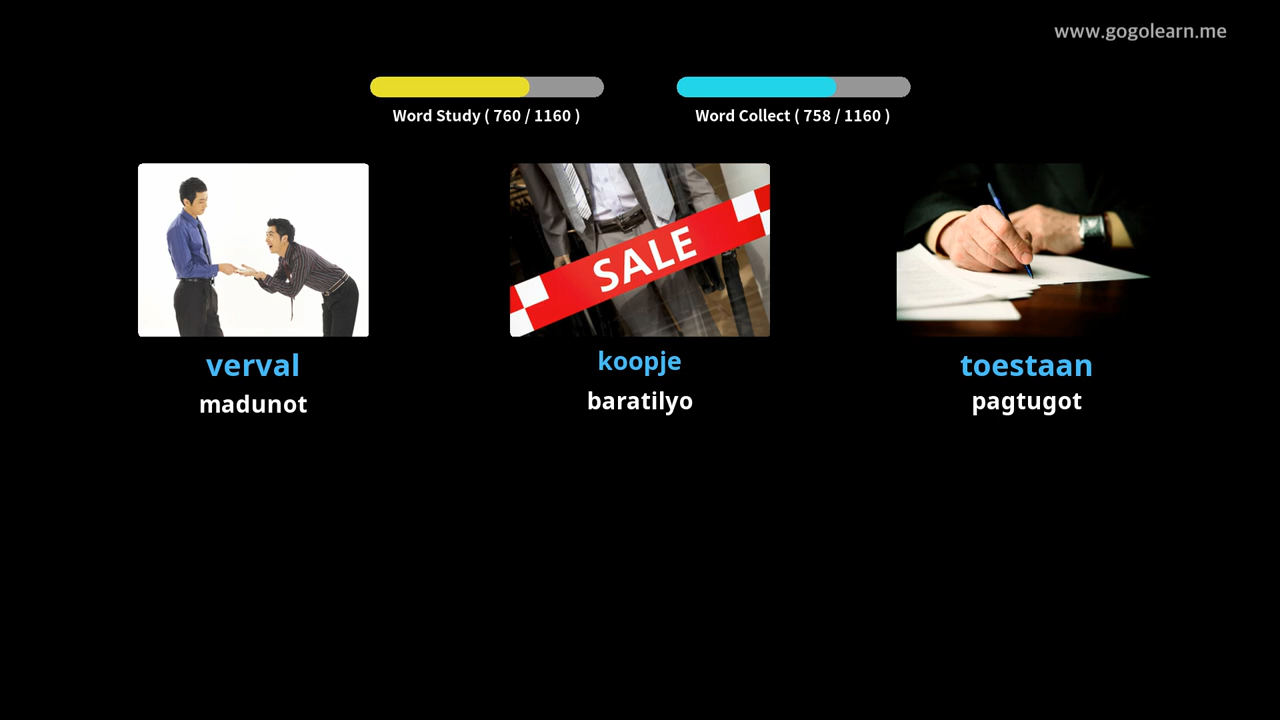 www.gogolearn.me
Word Study ( 760 / 1160 )
Word Collect ( 758 / 1160 )
SALE
verval
madunot
koopje
baratilyo
toestaan
pagtugot